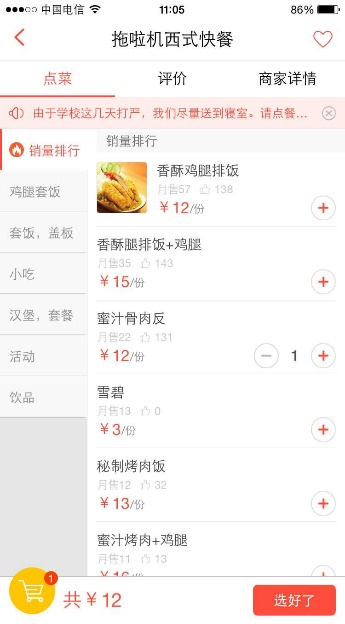 中国电信 11:05 86%
拖啦机西式快餐
点菜 评价 商家详情
由于学校这几天打严，我们尽量送到寝室。请点餐...
销量排行
鸡腿套饭
套饭，盖板
小吃
汉堡，套餐
活动
饮品
销量排行
香酥鸡腿排饭
月售57 138
￥12/份
香酥腿排饭+鸡腿
月售35 143
￥15/份
蜜汁骨肉反
月售22 131
￥12/份 1
雪碧
月售13 0
￥3/份
秘制烤肉饭
月售12 32
￥13/份
蜜汁烤肉+鸡腿
月售11 13
￥16/份
1
共￥12
选好了